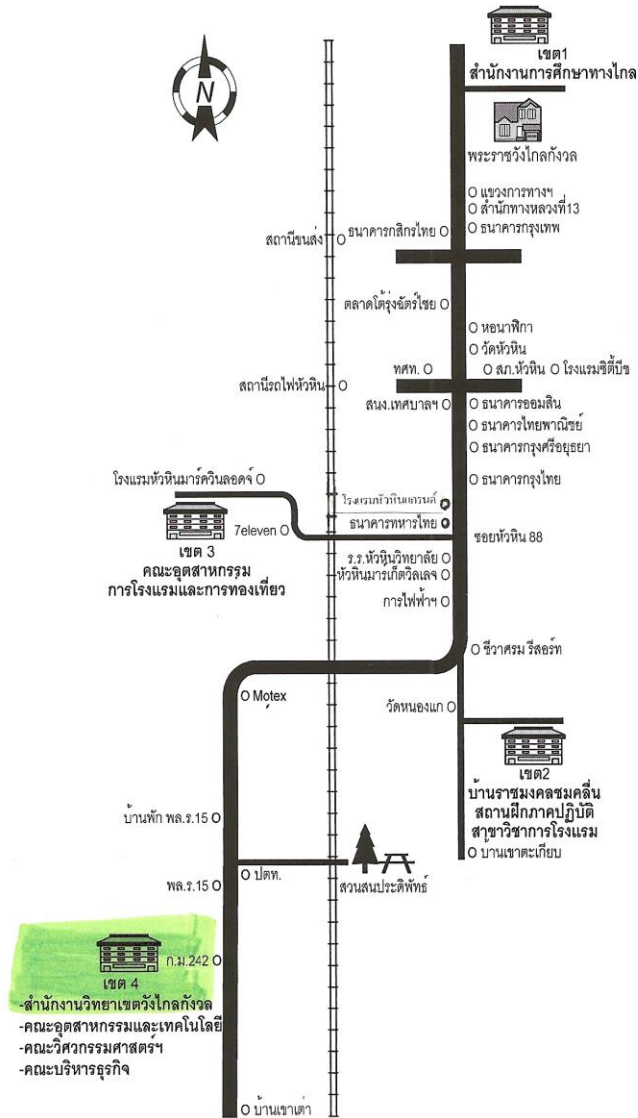 เขต1
สำนักงานการศึกษาทางไกล
N
พระราชวังไกลกังวล
แขวงการทางฯ
สำนักทางหลวงที่13
ธนาคารกสิกรไทย
ธนาคารกรุงเทพ
สถานีขนส่ง
ตลาดโต้รุ่งฉัตร์ไชย
หอนาฬิกา
วัดหัวหิน
ทศท.
สภ.หัวหิน
โรงแรมซิตี้บีช
สถานีรถไฟหัวหิน
สนง.เทศบาลฯ
ธนาคารออมสิน
ธนาคารไทยพาณิชย์
ธนาคารกรุงศรีอยุธยา
โรงแรมหัวหินมาร์ควินลอดจ์
ธนาคารกรุงไทย
โรงแรมหัวหินแกรนด์
ธนาคารทหารไทย
7eleven
ซอยหัวหิน 88
เขต 3
คณะอุตสาหกรรม
การโรงแรมและการท่องเที่ยว
ร.ร.หัวหินวิทยาลัย
หัวหินมาร์เก็ตวิลเลจ
การไฟฟ้าฯ
ชีวาศรม รีสอร์ท
Motex
วัดหนองแก
เขต2
บ้านราชมงคลชมคลื่น
สถานฝึกภาคปฏิบัติ
สาขาวิชาการโรงแรม
บ้านพัก พล.ร.15
บ้านเขาตะเกียบ
ปตท.
สวนสนประดิพัทธ์
พล.ร.15
ก.ม.242
เขต 4
-สำนักงานวิทยาเขตวังไกลกังวล
-คณะอุตสาหกรรมและเทคโนโลยี
-คณะวิศวกรรมศาสตร์ฯ
-คณะบริหารธุรกิจ
บ้านเขาเต่า